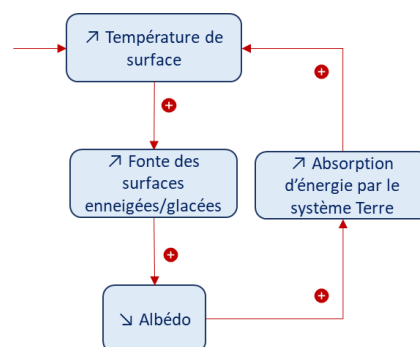 ↗ Température de
surface
+
+
↗ Fonte des
surfaces
enneigées/glacées
↗ Absorption
d'énergie par le
système Terre
+
+
↘ Albédo